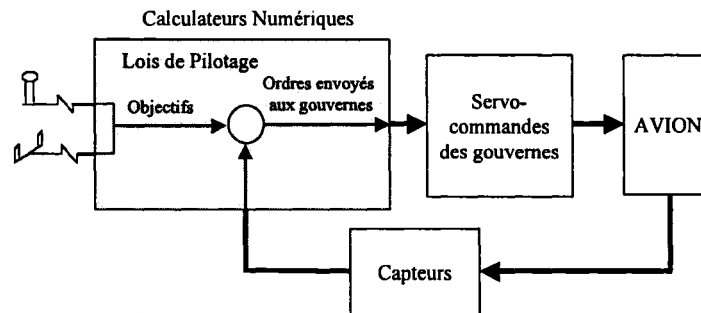 Calculateurs Numériques
Lois de Pilotage
Objectifs
Ordres envoyés
aux gouvernes
Servo-
commandes
des gouvernes
AVION
Capteurs